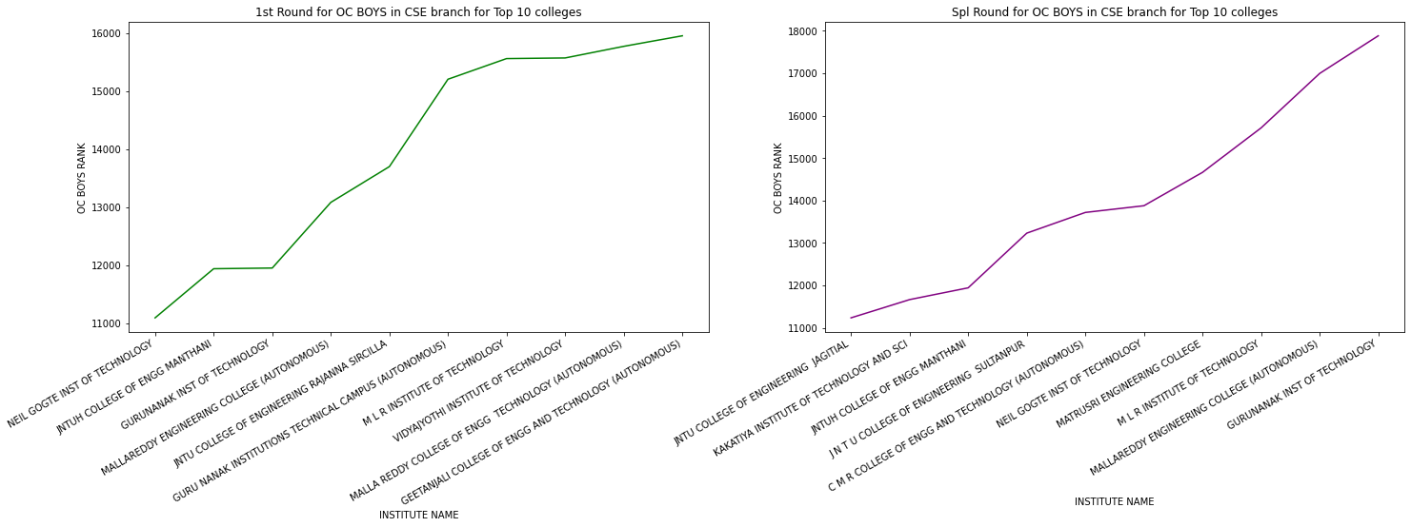 1st Round for OC BOYS in CSE branch for Top 10 colleges
OC BOYS RANK
16000
15000
14000
13000
12000
11000
NEIL GOGTE INST OF TECHNOLOGY
JNTUH COLLEGE OF ENGG MANTHANI
GURUNANAK INST OF TECHNOLOGY
MALLAREDDY ENGINEERING COLLEGE (AUTONOMOUS)
JNTU COLLEGE OF ENGINEERING RAJANNA SIRCILLA
GURU NANAK INSTITUTIONS TECHNICAL CAMPUS (AUTONOMOUS)
M L R INSTITUTE OF TECHNOLOGY
VIDYAJYOTHI INSTITUTE OF TECHNOLOGY
MALLA REDDY COLLEGE OF ENGG TECHNOLOGY (AUTONOMOUS)
GEETANJALI COLLEGE OF ENGG AND TECHNOLOGY (AUTONOMOUS)
INSTITUTE NAME
Spl Round for OC BOYS in CSE branch for Top 10 colleges
OC BOYS RANK
18000
17000
16000
15000
14000
13000
12000
11000
JNTU COLLEGE OF ENGINEERING JAGITIAL
KAKATIYA INSTITUTE OF TECHNOLOGY AND SCI
JNTUH COLLEGE OF ENGG MANTHANI
J N T U COLLEGE OF ENGINEERING SULTANPUR
C M R COLLEGE OF ENGG AND TECHNOLOGY (AUTONOMOUS)
NEIL GOGTE INST OF TECHNOLOGY
MATRUSRI ENGINEERING COLLEGE
M L R INSTITUTE OF TECHNOLOGY
MALLAREDDY ENGINEERING COLLEGE (AUTONOMOUS)
GURUNANAK INST OF TECHNOLOGY
INSTITUTE NAME